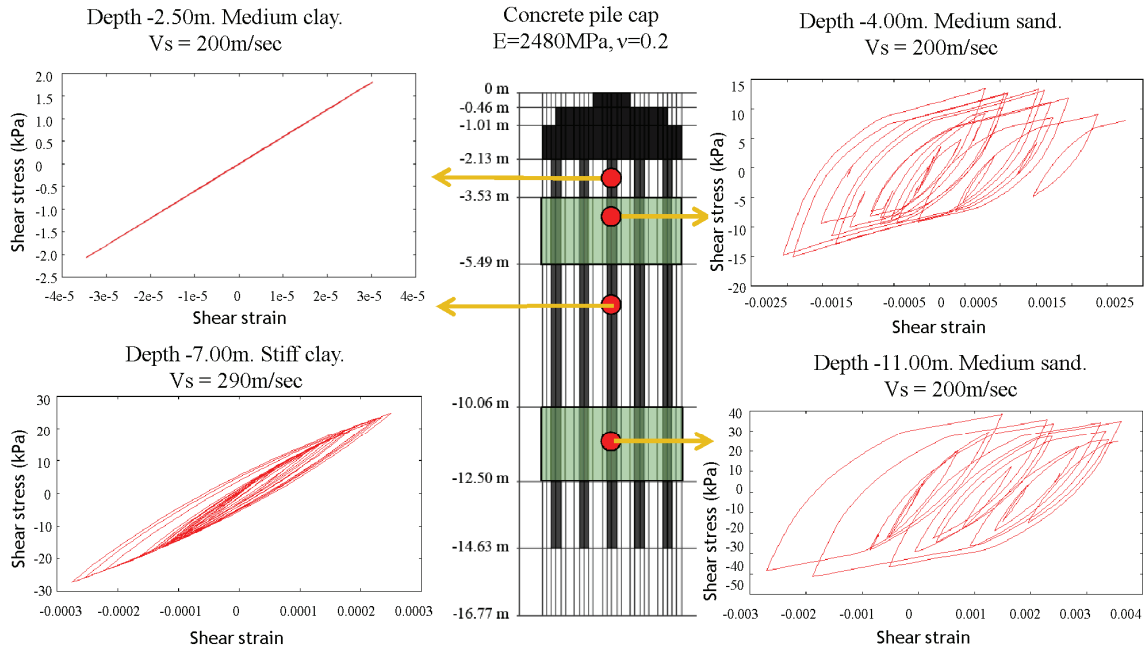 Depth -2.50m. Medium clay.
Vs = 200m/sec
2.0
1.5
1.0
0.5
0
-0.5
-1.0
-1.5
-2.0
-2.5
Shear stress (kPa)
-4e-5 -3e-5 -2e-5 -1e-5 0 1e-5 2e-5 3e-5 4e-5
Shear strain
Depth -7.00m. Stiff clay.
Vs = 290m/sec
30
20
10
0
-10
-20
-30
Shear stress (kPa)
-0.0003 -0.0002 -0.0001 0 0.0001 0.0002 0.0003
Shear strain
Concrete pile cap
E=2480MPa, ν=0.2
0 m
-0.46 m
-1.01 m
-2.13 m
-3.53 m
-5.49 m
-10.06 m
-12.50 m
-14.63 m
-16.77 m
Depth -4.00m. Medium sand.
Vs = 200m/sec
15
10
5
0
-5
-10
-15
-20
Shear stress (kPa)
-0.0025 -0.0015 -0.0005 0 0.0005 0.0015 0.0025
Shear strain
Depth -11.00m. Medium sand.
Vs = 200m/sec
40
30
20
10
0
-10
-20
-30
-40
-50
Shear stress (kPa)
-0.003 -0.002 -0.001 0 0.001 0.002 0.003 0.004
Shear strain